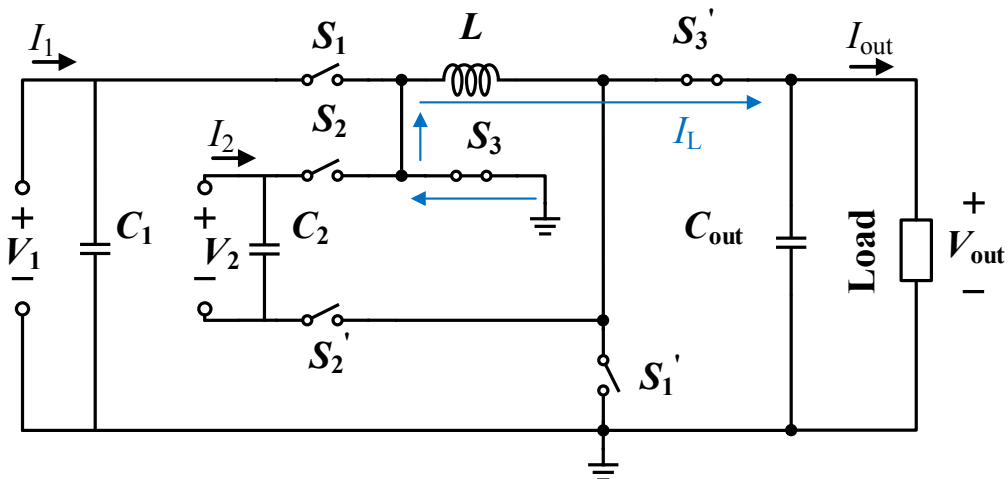 I1
S1
L
S3'
Iout
S2
I2
S3
IL
+
V1
−
C1
+
V2
−
C2
Cout
Load
+
Vout
−
S2'
S1'